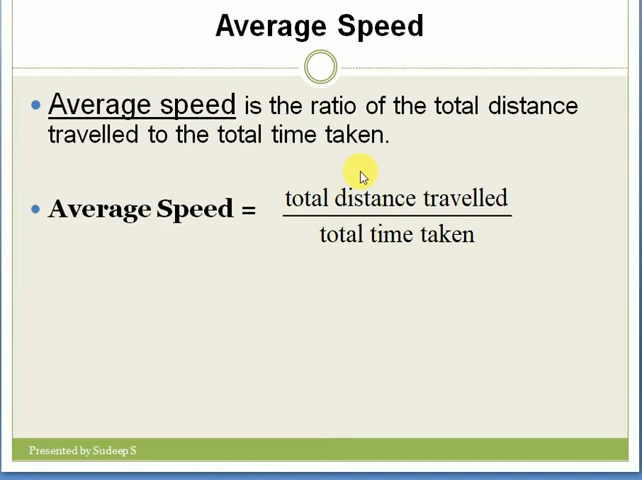 Average Speed
Average speed is the ratio of the total distance
travelled to the total time taken.
Average Speed =
total distance travelled
total time taken
Presented by Sudeep S